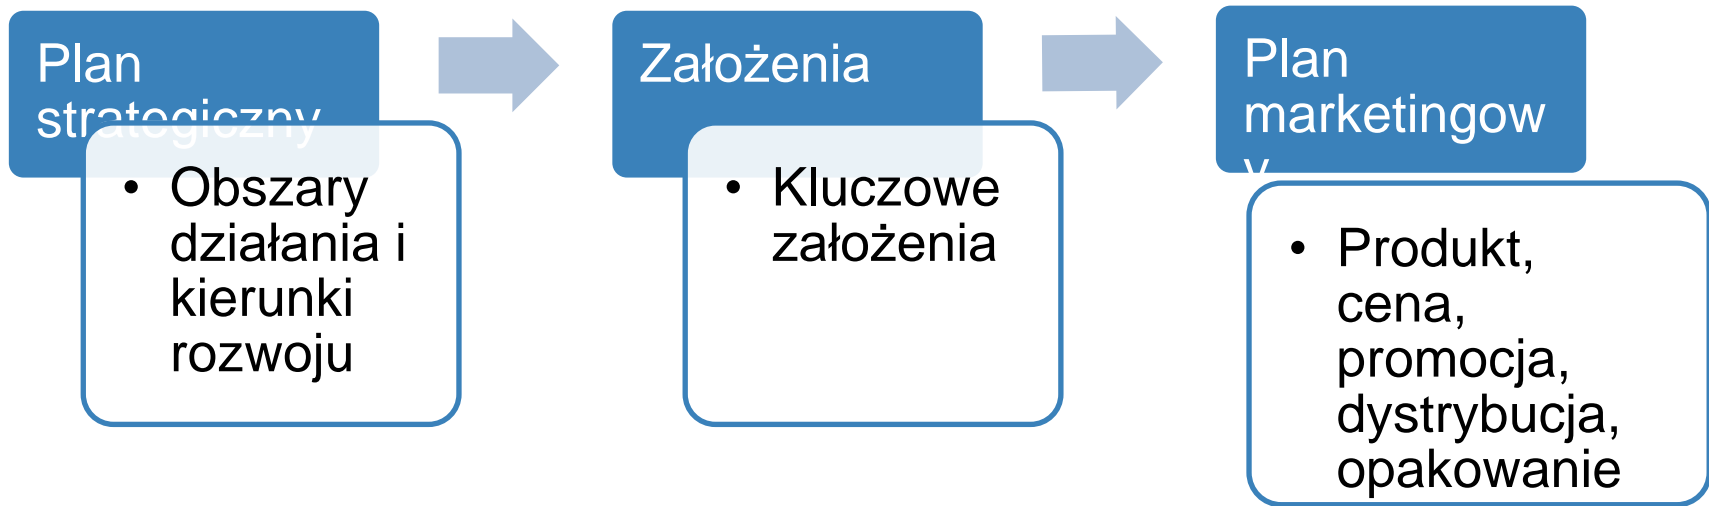 Plan
strategiczny
• Obszary
działania i
kierunki
rozwoju
Założenia
• Kluczowe
założenia
Plan
marketingow
y
• Produkt,
cena,
promocja,
dystrybucja,
opakowanie